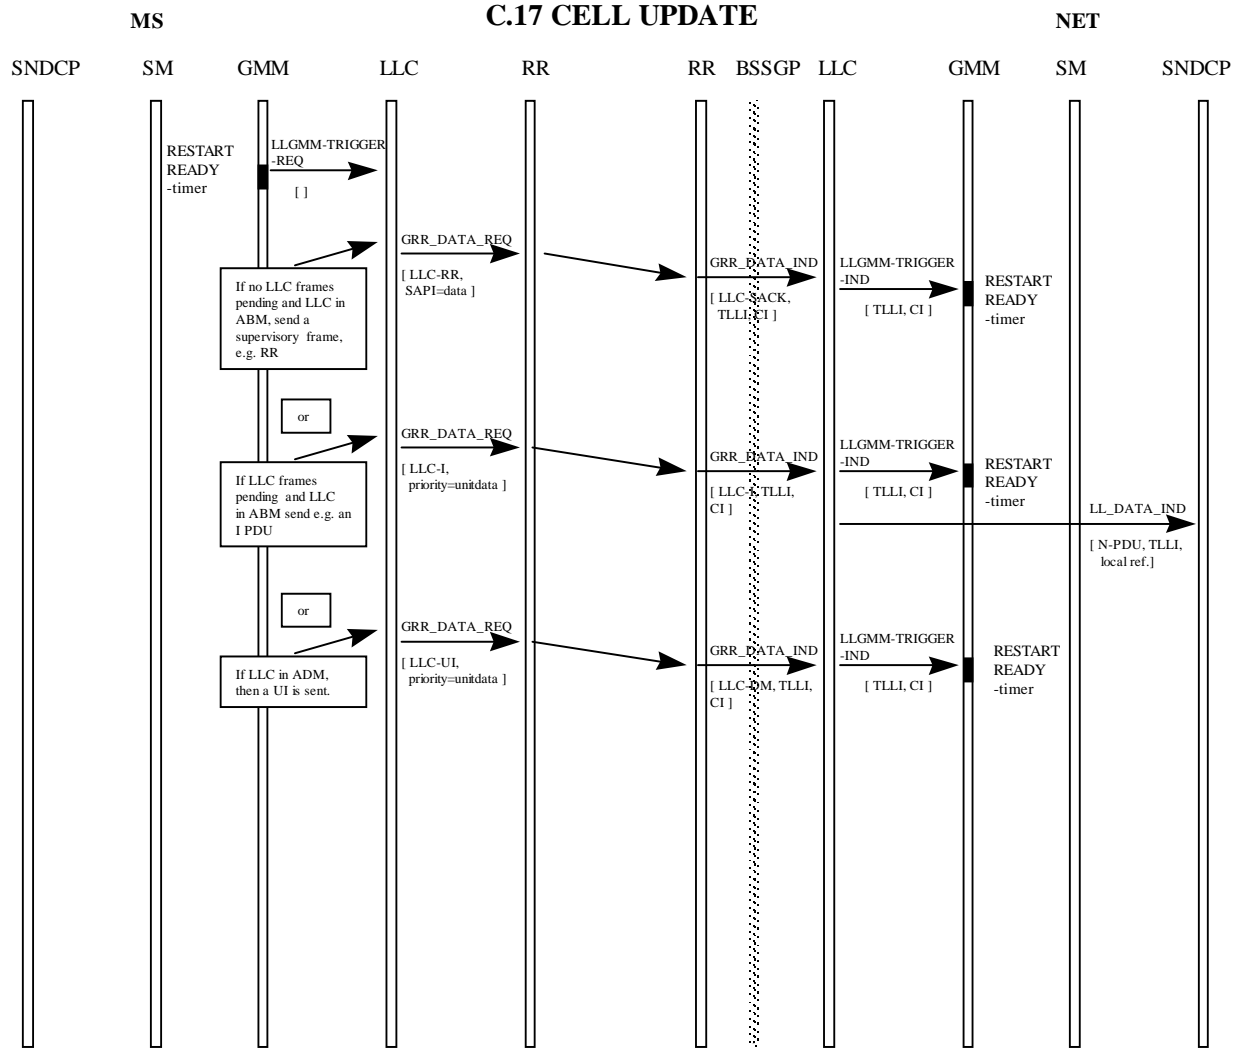 C.17 CELL UPDATE
MS
NET
SNDCP SM GMM LLC RR RR BSSGP LLC GMM SM SNDCP
RESTART
READY
-timer
LLGMM-TRIGGER
-REQ
[ ]
GRR_DATA_REQ
[ LLC-RR,
SAPI=data ]
GRR_DATA_IND
[ LLC-SACK,
TLLI, CI ]
LLGMM-TRIGGER
-IND
[ TLLI, CI ]
RESTART
READY
-timer
If no LLC frames
pending and LLC in
ABM, send a
supervisory frame,
e.g. RR
or
GRR_DATA_REQ
[ LLC-I,
priority=unitdata ]
GRR_DATA_IND
[ LLC-I, TLLI,
CI ]
LLGMM-TRIGGER
-IND
[ TLLI, CI ]
RESTART
READY
-timer
If LLC frames
pending and LLC
in ABM send e.g. an
I PDU
LL_DATA_IND
[ N-PDU, TLLI,
local ref.]
or
GRR_DATA_REQ
[ LLC-UI,
priority=unitdata ]
GRR_DATA_IND
[ LLC-DM, TLLI,
CI ]
LLGMM-TRIGGER
-IND
[ TLLI, CI ]
RESTART
READY
-timer
If LLC in ADM,
then a UI is sent.